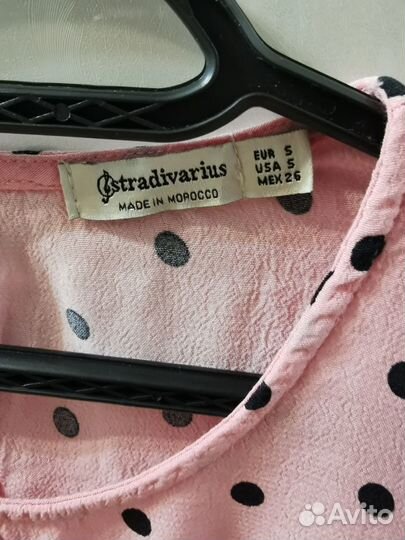 stradivarius
MADE IN MOROCCO
EUR S
USA S
MEX 26
Avito